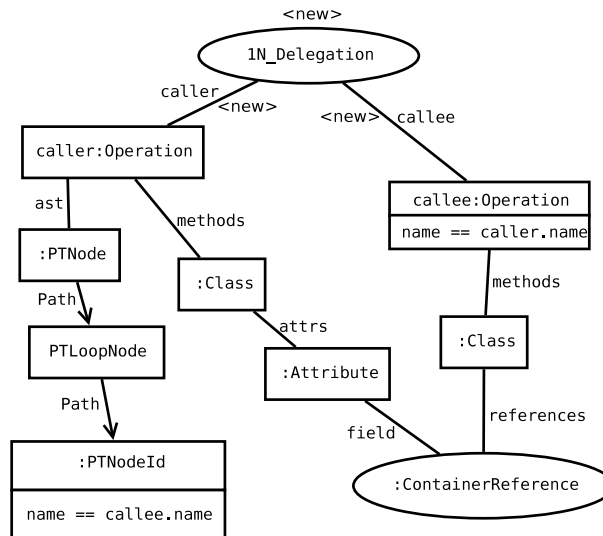 <new>
1N_Delegation
caller
<new>
<new>
callee
caller:Operation
callee:Operation
name == caller.name
ast
methods
methods
:PTNode
:Class
Path
attrs
:Class
PTLoopNode
:Attribute
Path
field
references
:PTNodeId
name == callee.name
:ContainerReference